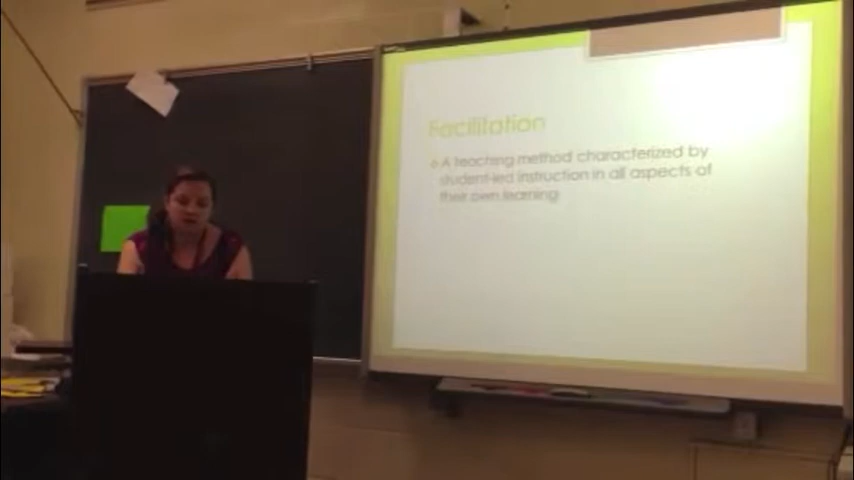 Facilitation
A teaching method characterized by
student-led instruction in all aspects of
their own learning